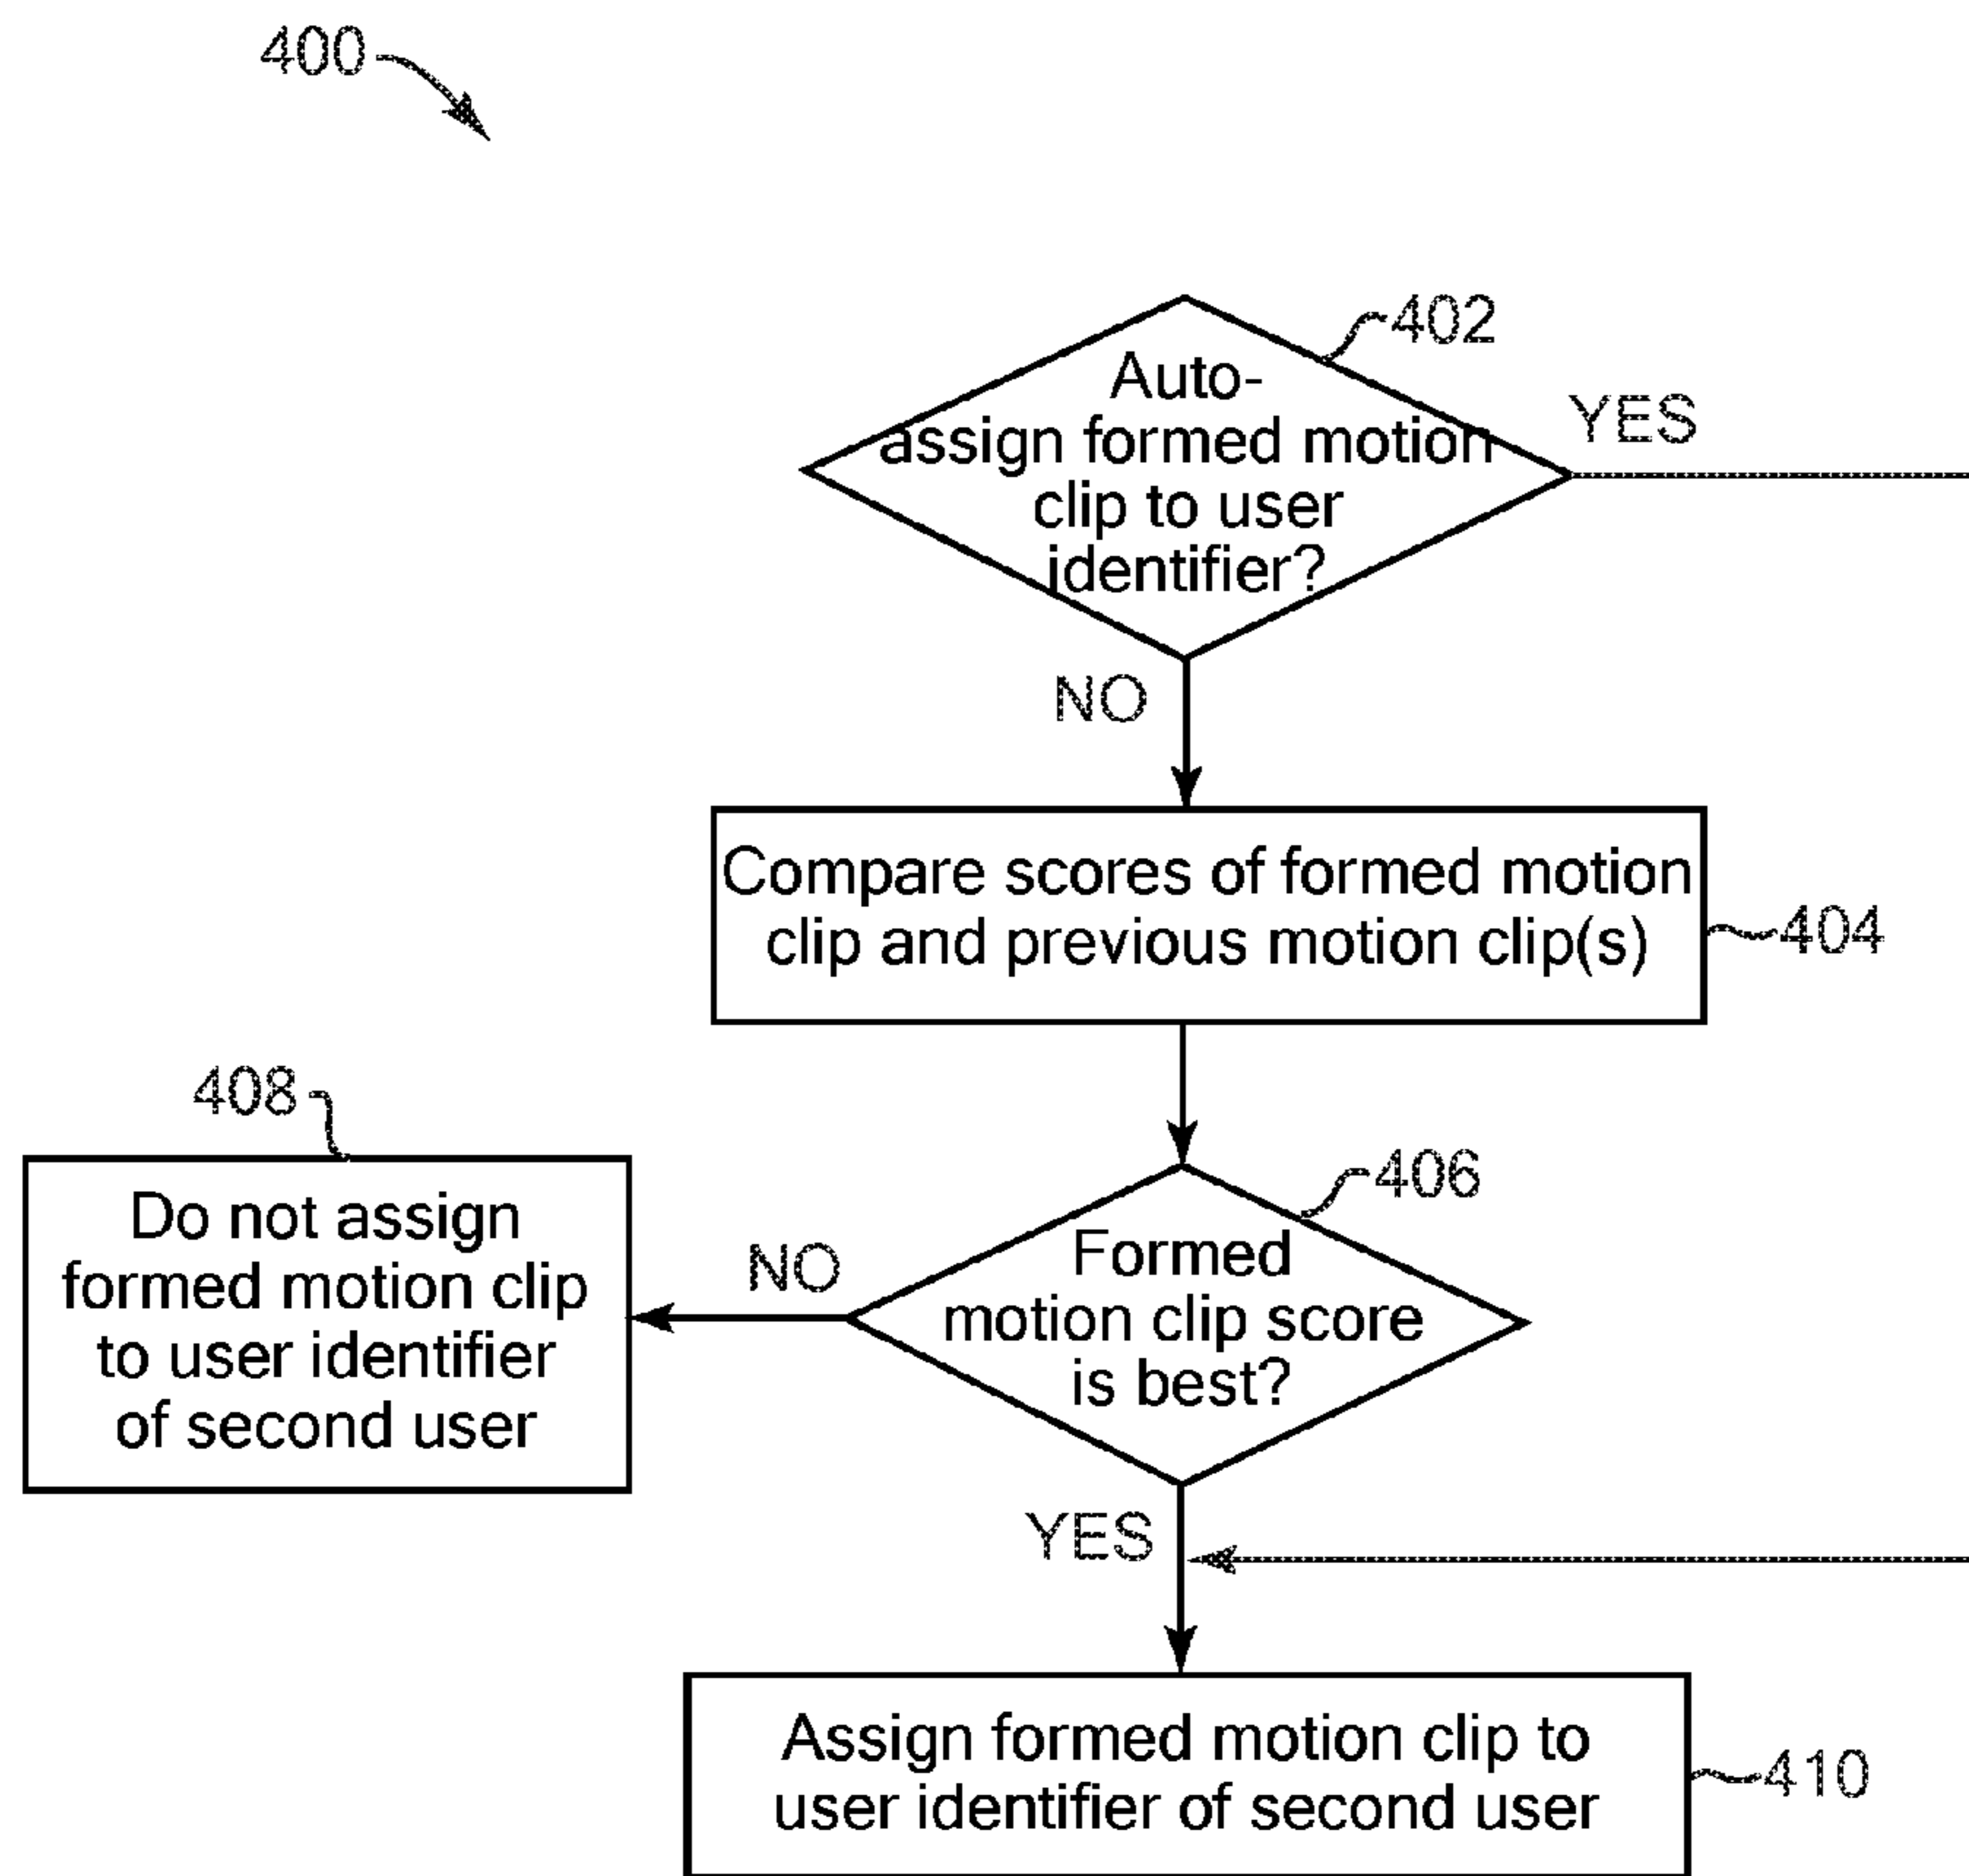 400
402
Auto-
assign formed motion
clip to user
identifier?
YES
NO
Compare scores of formed motion
clip and previous motion clip(s)
404
408
406
Do not assign
formed motion clip
to user identifier
of second user
NO
Formed
motion clip score
is best?
YES
Assign formed motion clip to
user identifier of second user
410